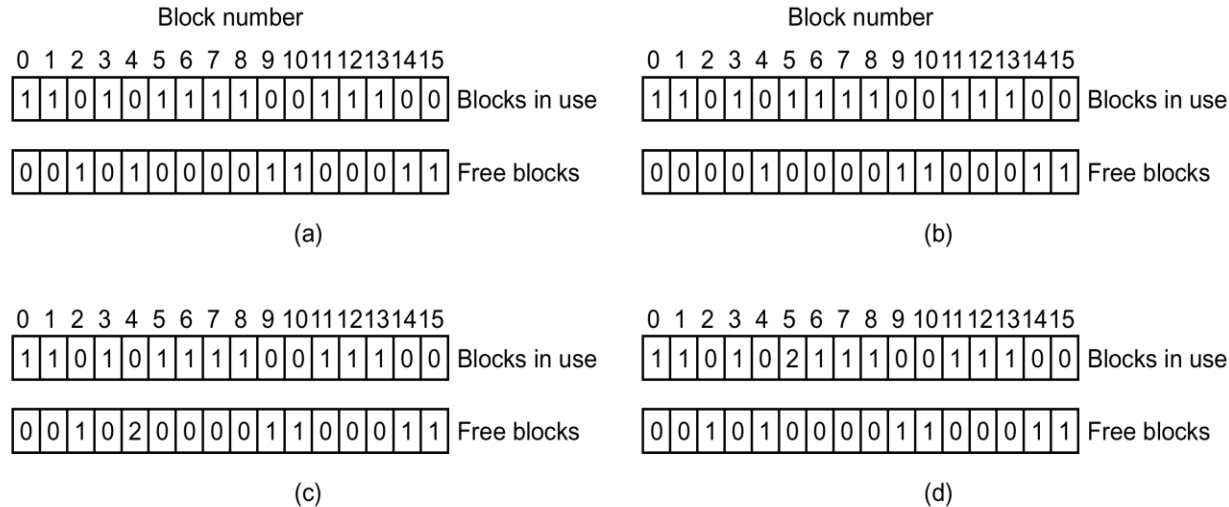 Block number
0 1 2 3 4 5 6 7 8 9 10 11 12 13 14 15
1 1 0 1 0 1 1 1 1 0 0 1 1 1 0 0 Blocks in use
0 0 1 0 1 0 0 0 0 1 1 0 0 0 1 1 Free blocks
(a)
Block number
0 1 2 3 4 5 6 7 8 9 10 11 12 13 14 15
1 1 0 1 0 1 1 1 1 0 0 1 1 1 0 0 Blocks in use
0 0 0 0 1 0 0 0 0 1 1 0 0 0 1 1 Free blocks
(b)
0 1 2 3 4 5 6 7 8 9 10 11 12 13 14 15
1 1 0 1 0 1 1 1 1 0 0 1 1 1 0 0 Blocks in use
0 0 1 0 2 0 0 0 0 1 1 0 0 0 1 1 Free blocks
(c)
0 1 2 3 4 5 6 7 8 9 10 11 12 13 14 15
1 1 0 1 0 2 1 1 1 0 0 1 1 1 0 0 Blocks in use
0 0 1 0 1 0 0 0 0 1 1 0 0 0 1 1 Free blocks
(d)